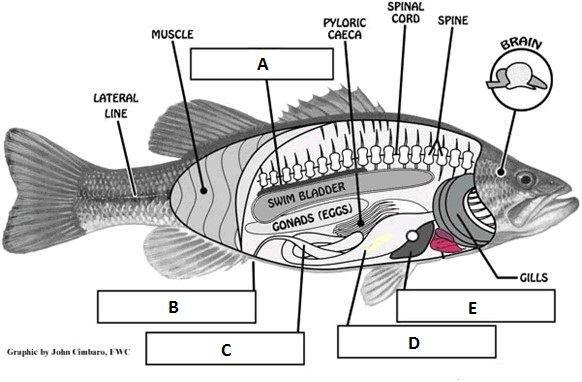 SPINAL
CORD
PYLORIC
CAECA
SPINE
MUSCLE
BRAIN
A
LATERAL
LINE
SWIM BLADDER
GONADS (EGGS)
GILLS
B
E
C
D
Graphic by John Cimbaro, FWC